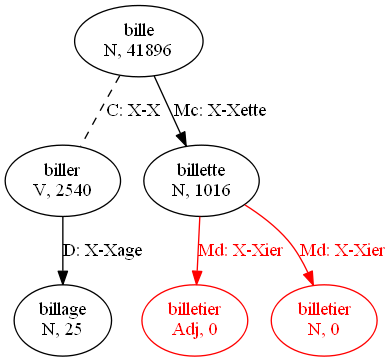 bille
N, 41896
C: X-X
Mc: X-Xette
biller
V, 2540
billette
N, 1016
D: X-Xage
Md: X-Xier
Md: X-Xier
billage
N, 25
billetier
Adj, 0
billetier
N, 0